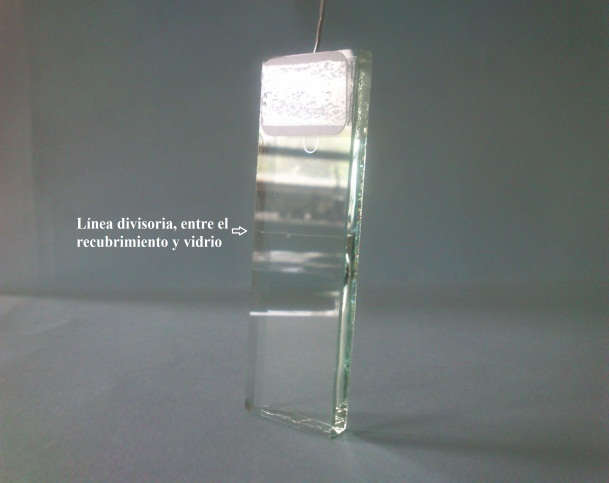 Línea divisoria, entre el
recubrimiento y vidrio